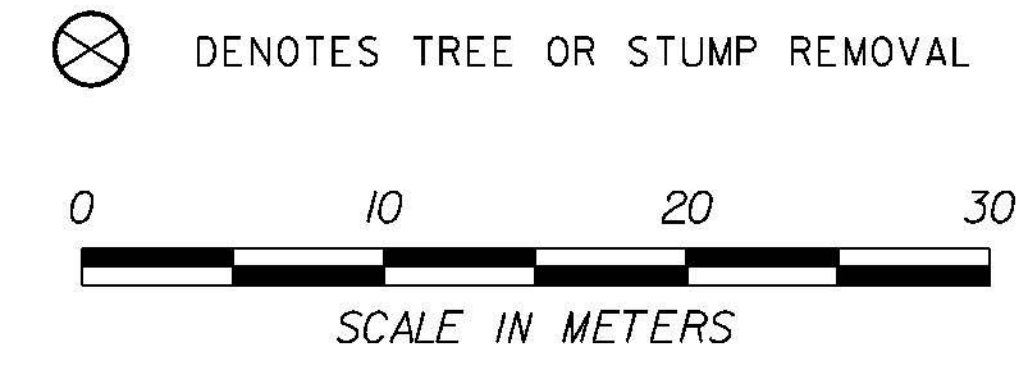 DENOTES TREE OR STUMP REMOVAL
0 10 20 30
SCALE IN METERS